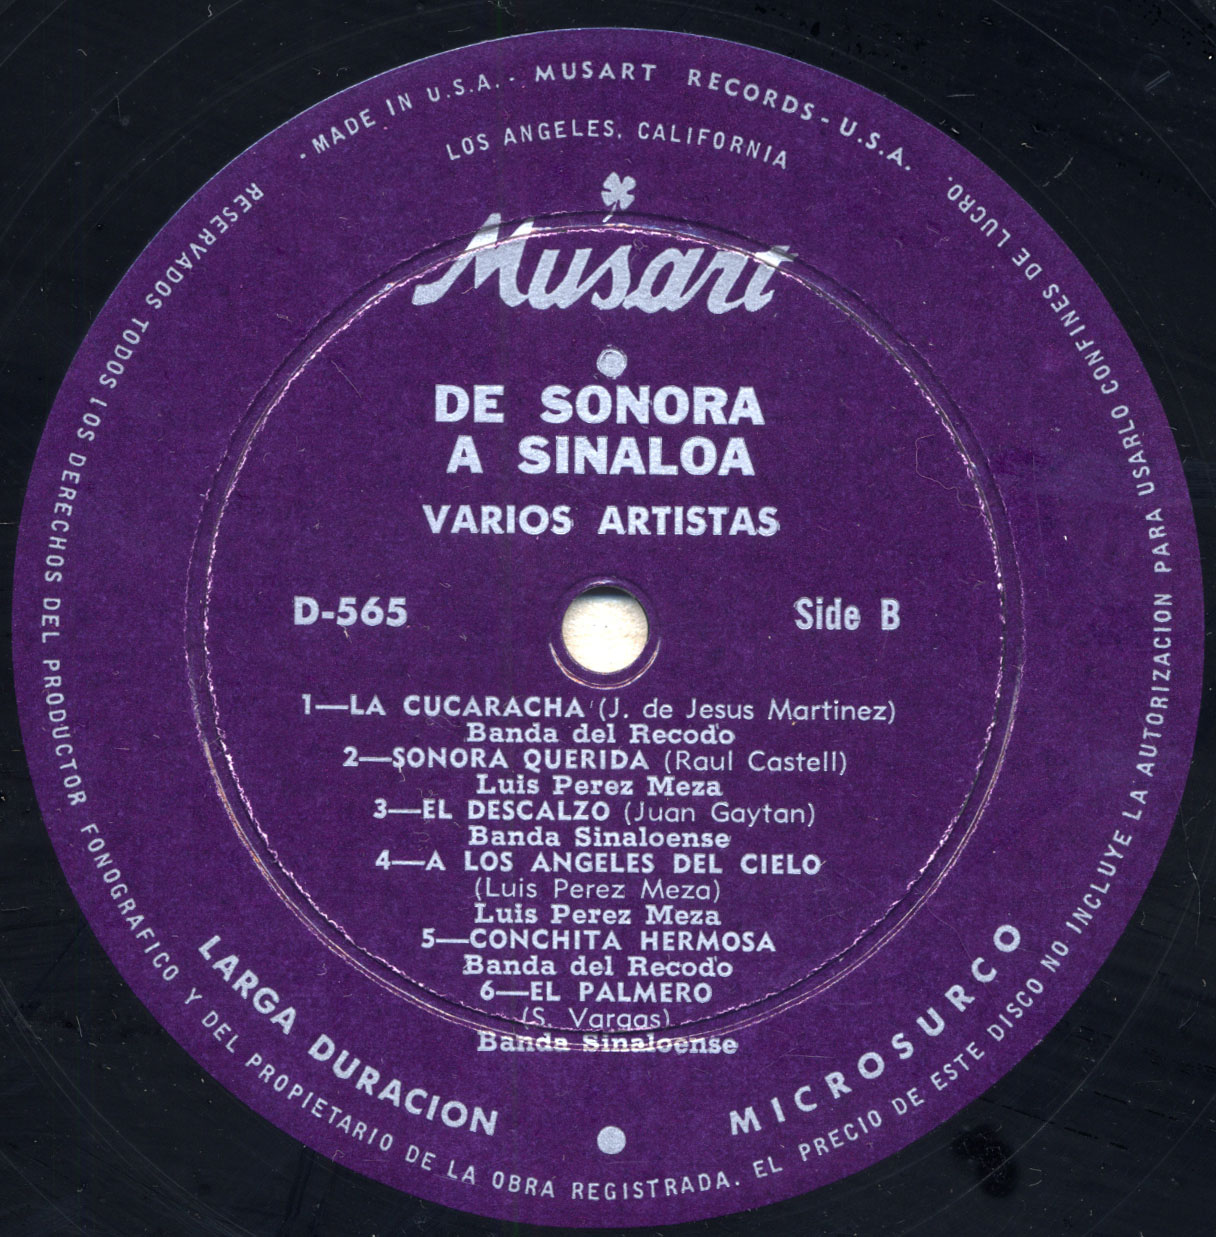 RESERVADOS TODOS LOS DERECHOS DEL PRODUCTOR FONOGRAFICO Y DEL PROPIETARIO DE LA OBRA REGISTRADA. EL PRECIO DE ESTE DISCO NO INCLUYE LA AUTORIZACION PARA USARLO CONFINES DE LUCRO.
. MADE IN U.S.A. - MUSART RECORDS - U.S.A.
LOS ANGELES, CALIFORNIA
Musart
DE SONORA
A SINALOA
VARIOS ARTISTAS
D-565
Side B
1—LA CUCARACHA (J. de Jesus Martinez)
Banda del Recodo
2—SONORA QUERIDA (Raul Castell)
Luis Perez Meza
3—EL DESCALZO (Juan Gaytan)
Banda Sinaloense
4—A LOS ANGELES DEL CIELO
(Luis Perez Meza)
Luis Perez Meza
5—CONCHITA HERMOSA
Banda del Recodo
6—EL PALMERO
(S. Vargas)
Banda Sinaloense
LARGA DURACION
MICROSURCO